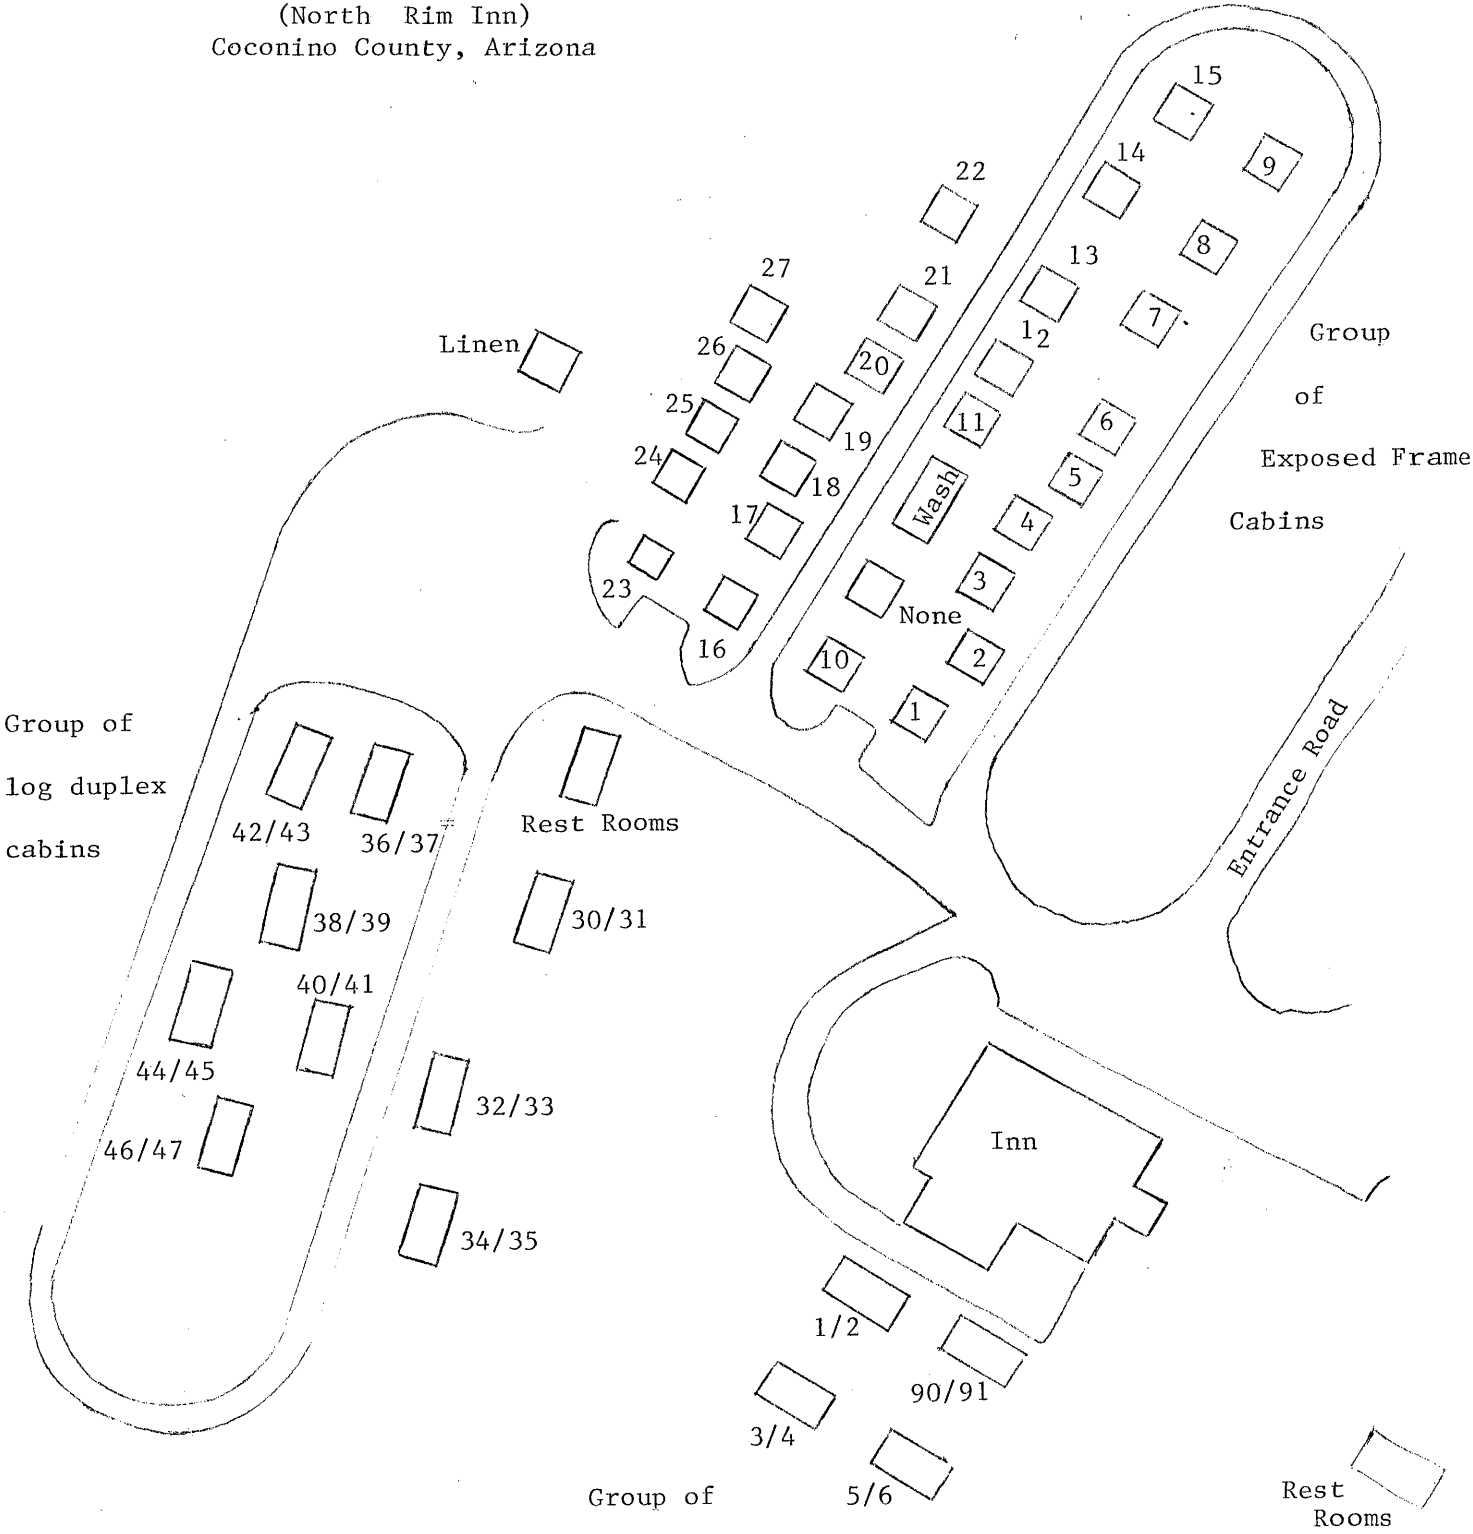 (North Rim Inn)
Coconino County, Arizona
15
14
9
22
8
13
27
21
7
Linen
26
12
20
Group
of
25
11
6
19
Exposed Frame
24
18
Wash
5
17
4
Cabins
23
3
None
16
10
2
1
Group of
log duplex
cabins
Entrance Road
42/43
36/37
Rest Rooms
38/39
30/31
40/41
44/45
32/33
46/47
Inn
34/35
1/2
90/91
3/4
5/6
Group of
Rest
Rooms